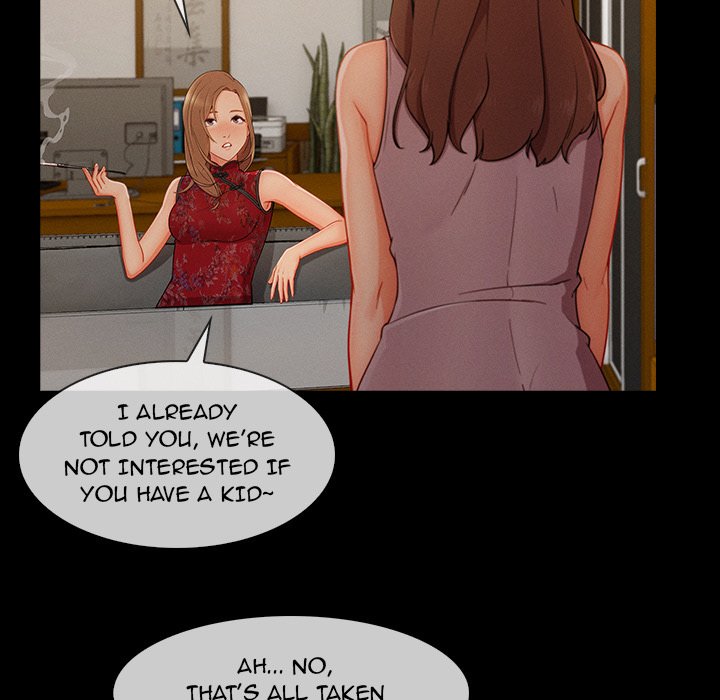 I ALREADY
TOLD YOU, WE'RE
NOT INTERESTED IF
YOU HAVE A KID~
AH... NO,
THAT'S ALL TAKEN